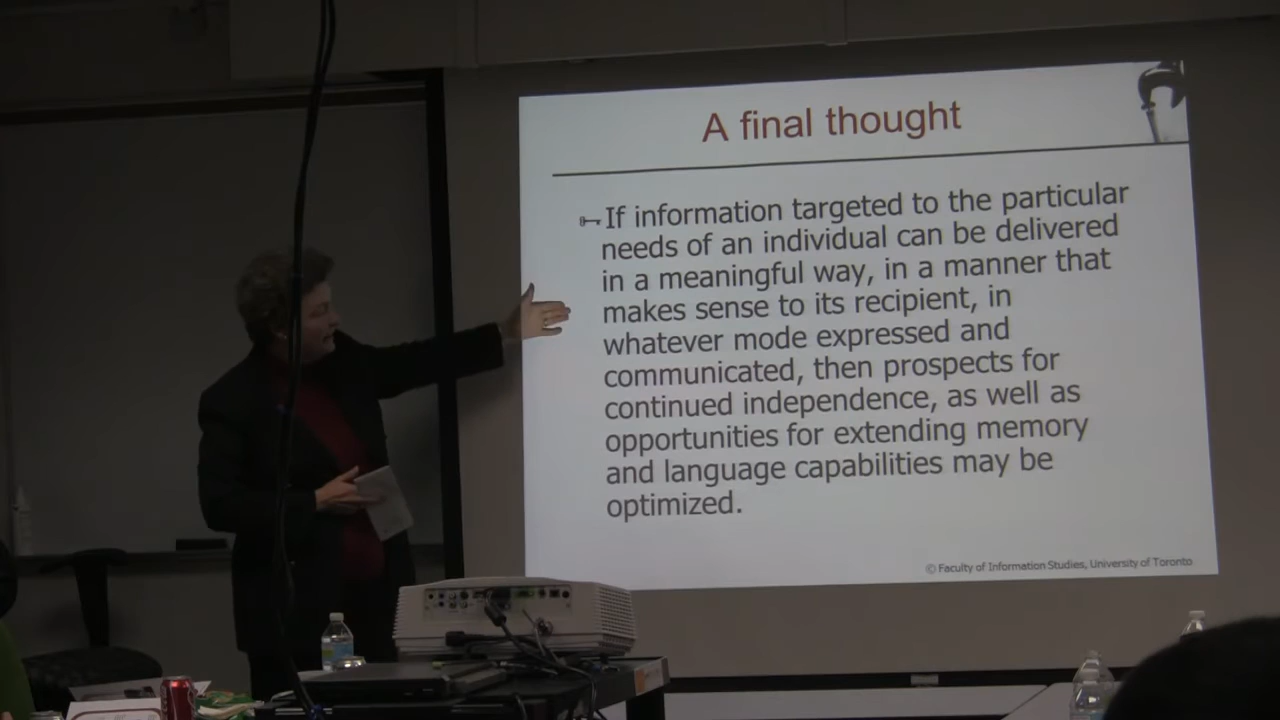 A final thought
If information targeted to the particular
needs of an individual can be delivered
in a meaningful way, in a manner that
makes sense to its recipient, in
whatever mode expressed and
communicated, then prospects for
continued independence, as well as
opportunities for extending memory
and language capabilities may be
optimized.
© Faculty of Information Studies, University of Toronto